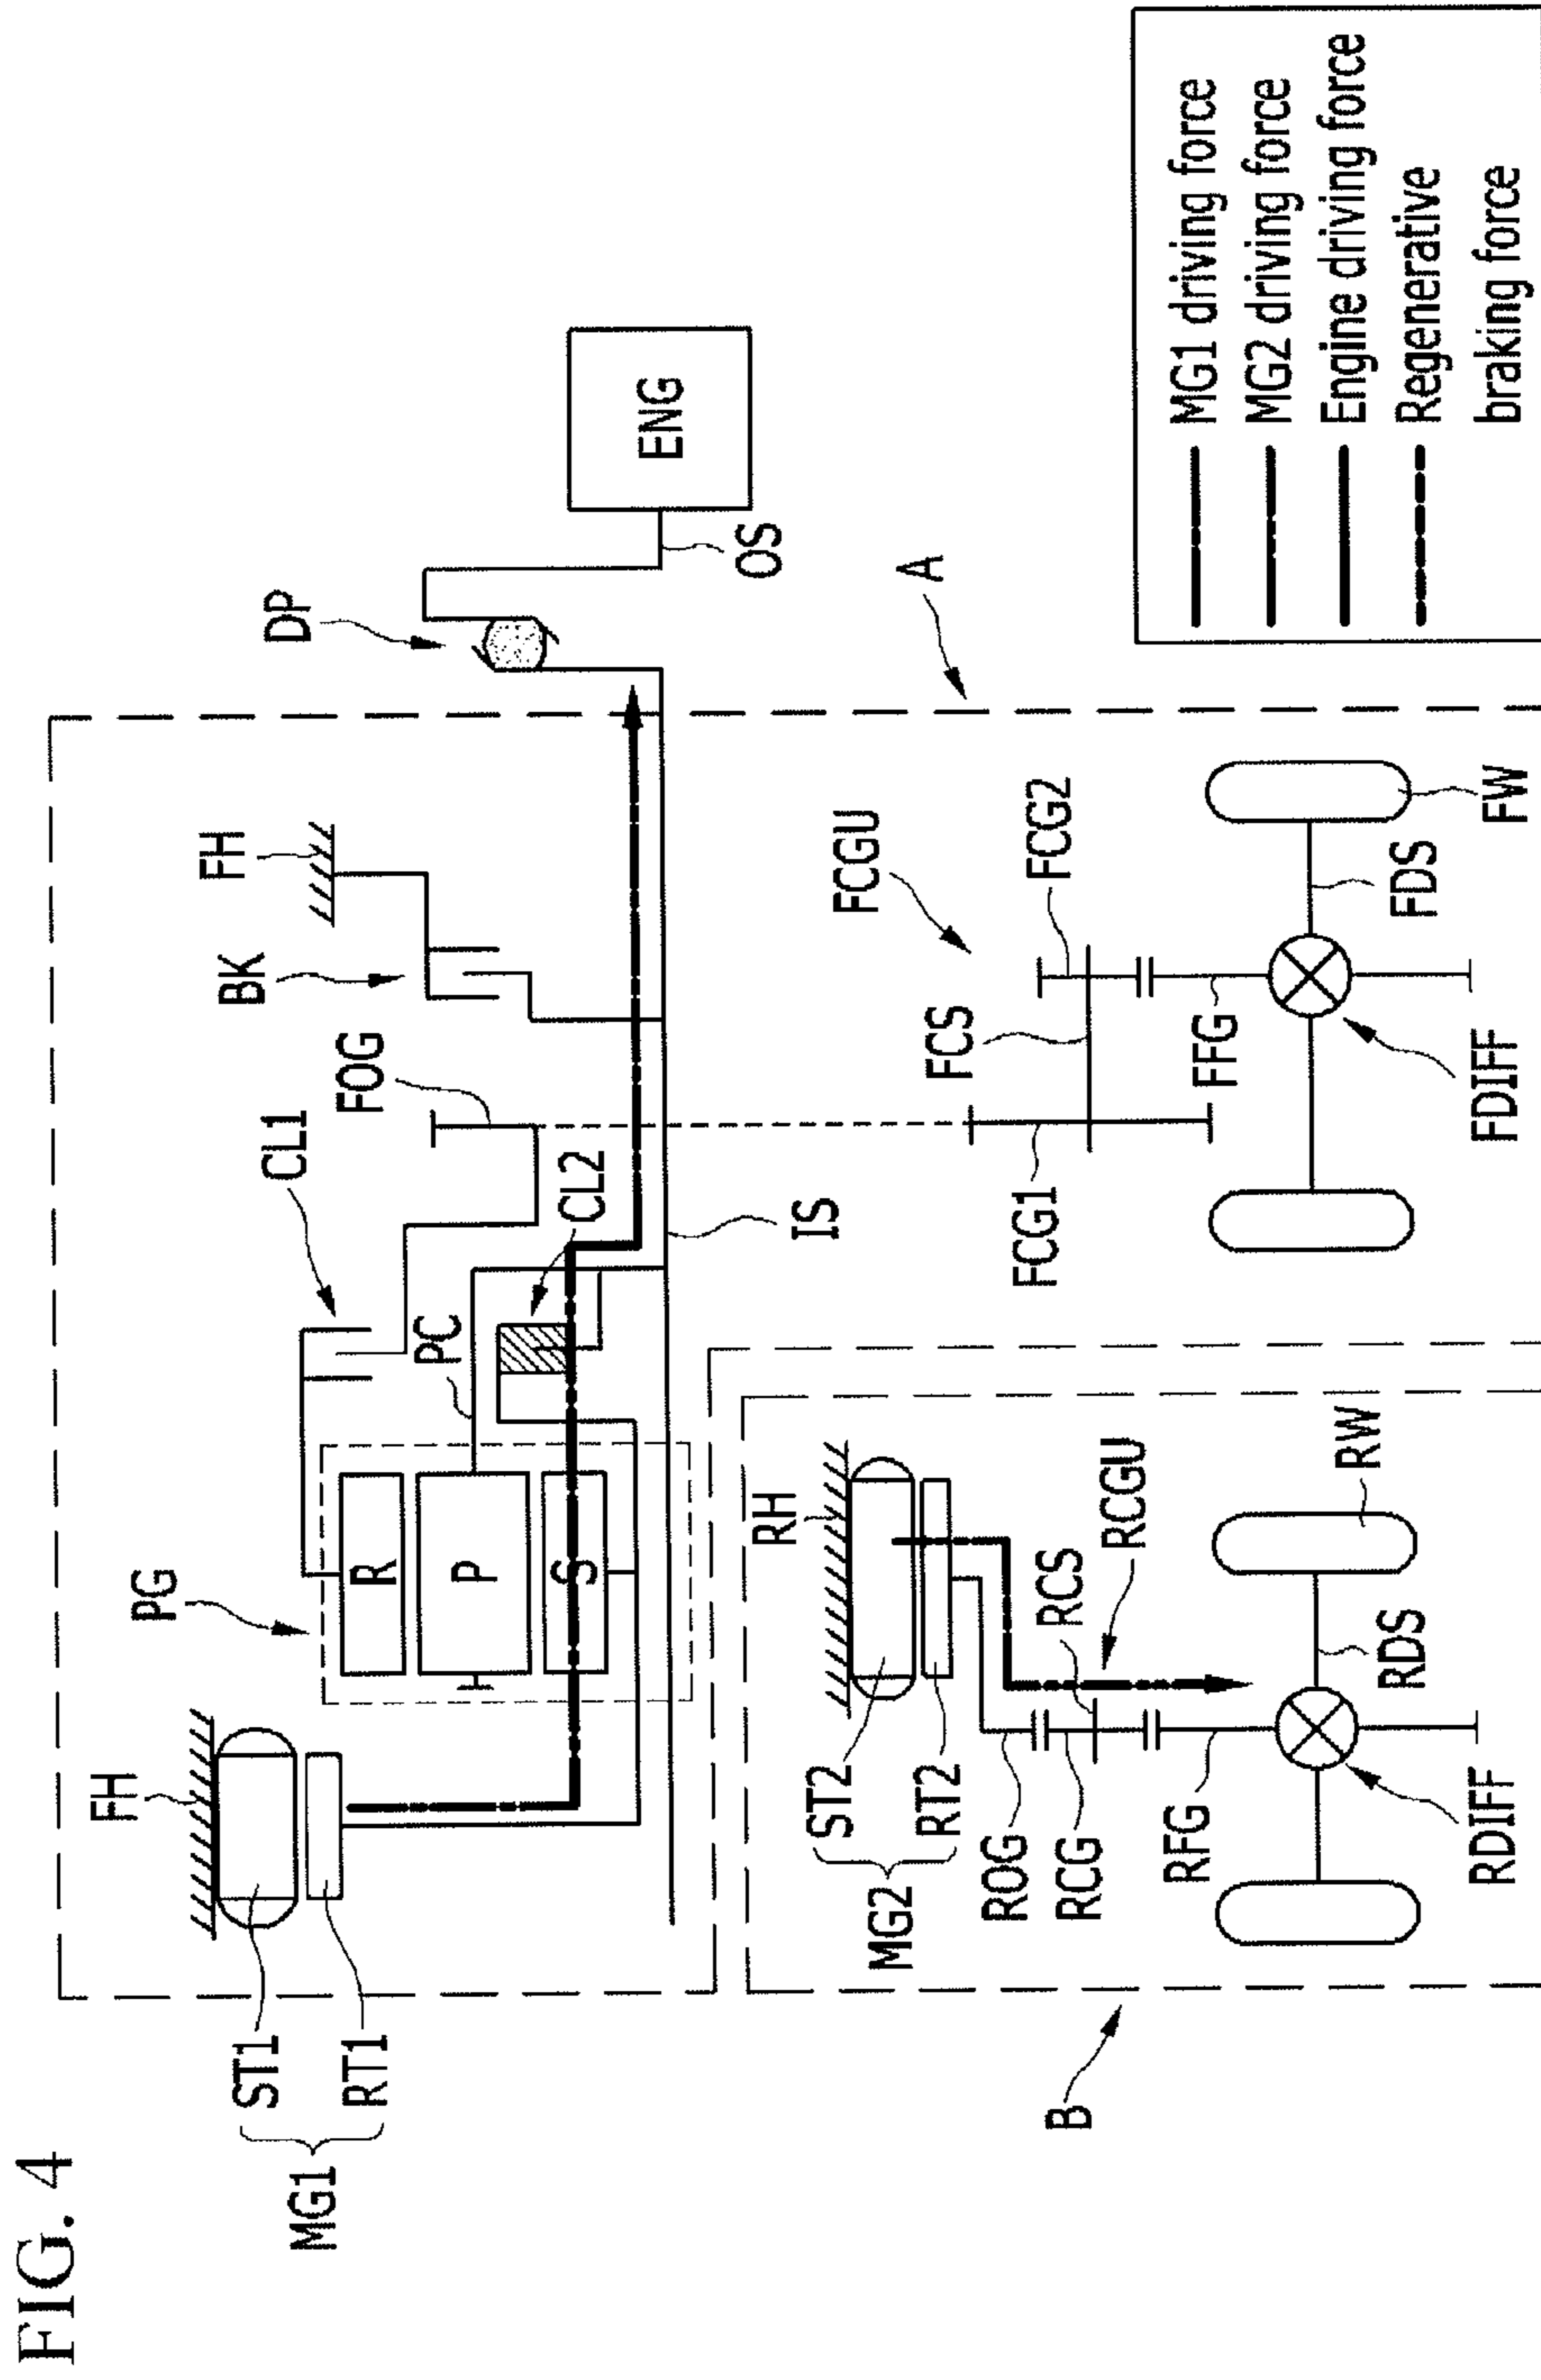 FIG. 4
MG1
ST1
RT1
FH
PG
R
P
S
PC
CL1
CL2
FOG
BK
FH
DP
OS
ENG
IS
A
B
MG2
ST2
RT2
RH
ROG
RCG
RCS
RCGU
RFG
RDIFF
RDS
RW
FCGU
FCG1
FCS
FCG2
FFG
FDIFF
FDS
FW
MG1 driving force
MG2 driving force
Engine driving force
Regenerative
braking force